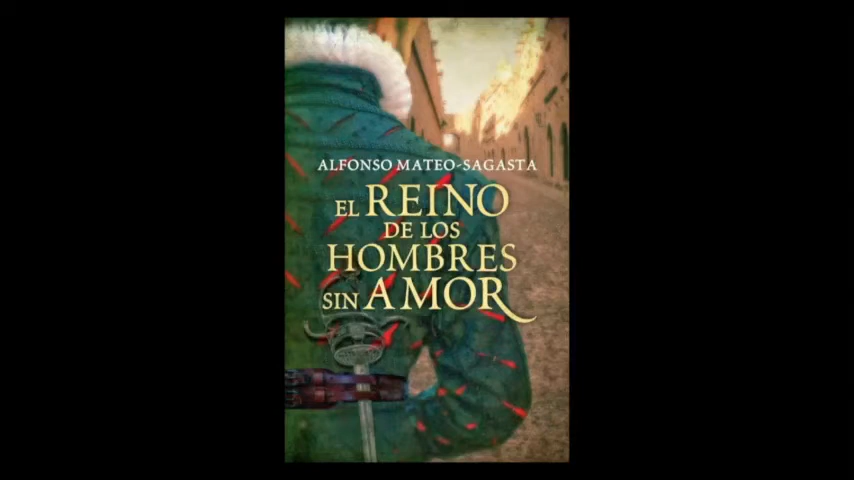 ALFONSO MATEO-SAGASTA
EL REINO
DE LOS
HOMBRES
SIN AMOR